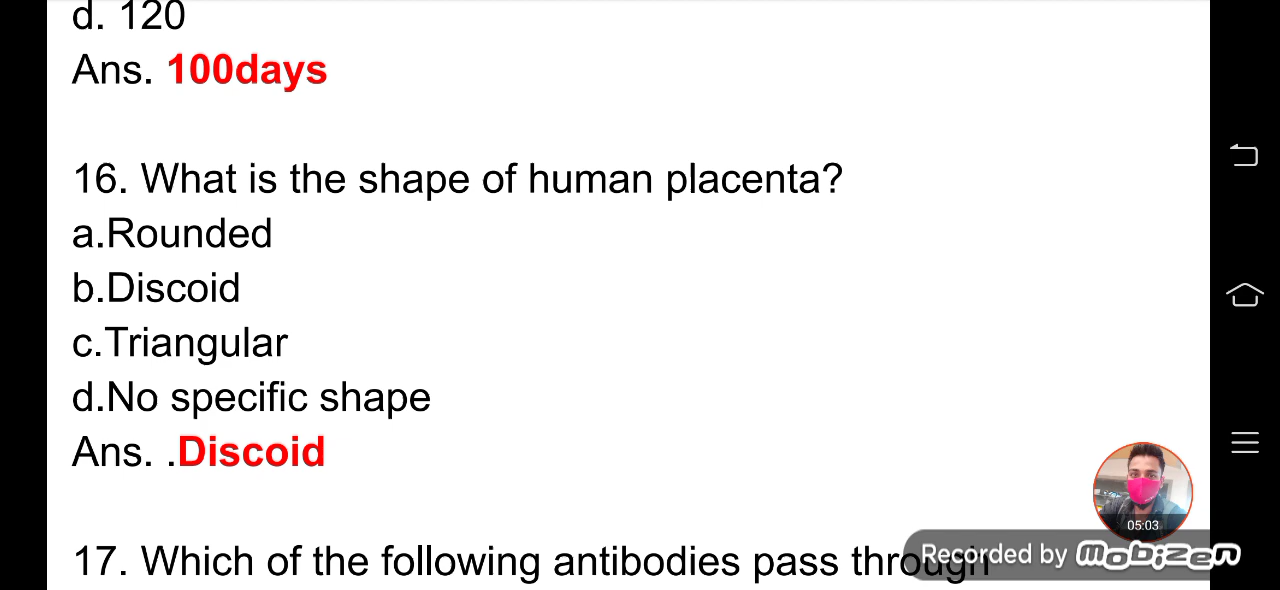 d. 120
Ans. 100days
16. What is the shape of human placenta?
a.Rounded
b.Discoid
c.Triangular
d.No specific shape
Ans. .Discoid
05:03
17. Which of the following antibodies pass through
Recorded by Mobizen